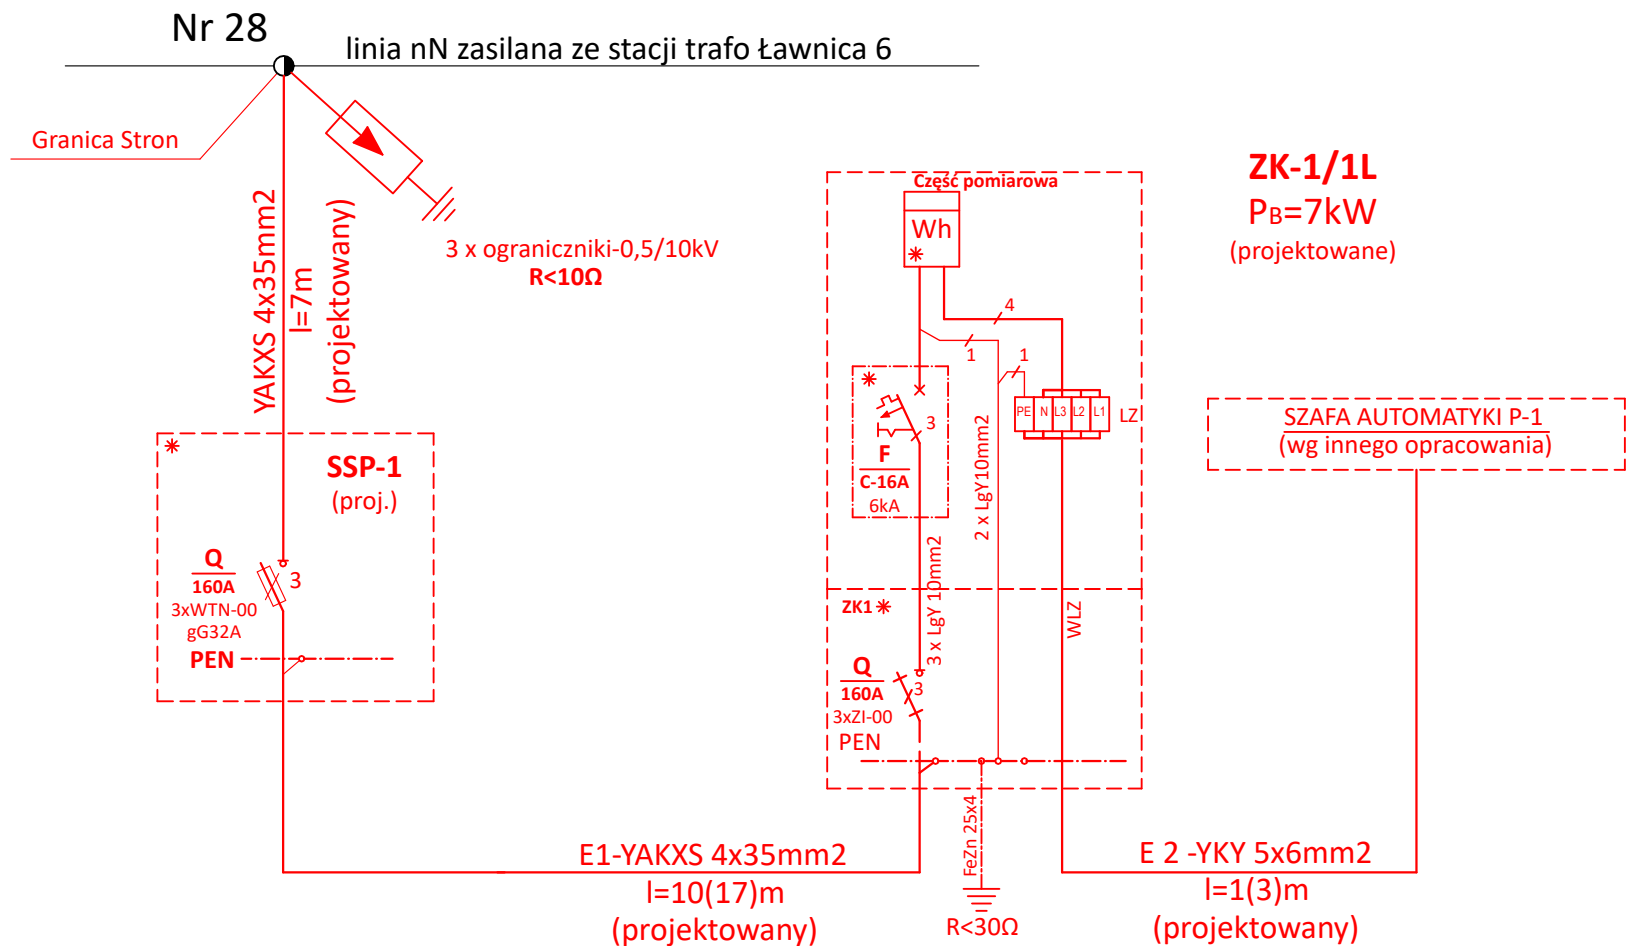 Nr 28
linia nN zasilana ze stacji trafo Ławnica 6
Granica Stron
YAKXS 4x35mm2
l=7m
(projektowany)
3 x ograniczniki-0,5/10kV
R<10Ω
SSP-1
(proj.)
Q
160A
3xWTN-00
gG32A
3
PEN
E1-YAKXS 4x35mm2
l=10(17)m
(projektowany)
Część pomiarowa
Wh
4
1
1
3
F
C-16A
6kA
PE N L3 L2 L1
LZ
2 x LgY10mm2
3 x LgY 10mm2
WLZ
ZK1
Q
160A
3xZI-00
3
PEN
FeZn 25x4
R<30Ω
ZK-1/1L
PB=7kW
(projektowane)
SZAFA AUTOMATYKI P-1
(wg innego opracowania)
E 2 -YKY 5x6mm2
l=1(3)m
(projektowany)